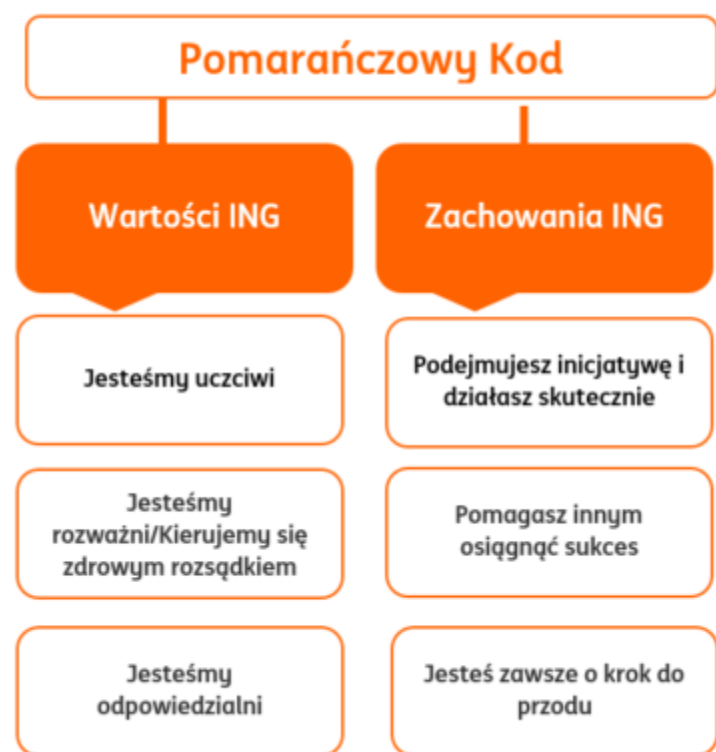 Pomarańczowy Kod
Wartości ING
Zachowania ING
Jesteśmy uczciwi
Podejmujesz inicjatywę i
działasz skutecznie
Jesteśmy
rozważni/Kierujemy się
zdrowym rozsądkiem
Pomagasz innym
osiągnąć sukces
Jesteśmy
odpowiedzialni
Jesteś zawsze o krok do
przodu